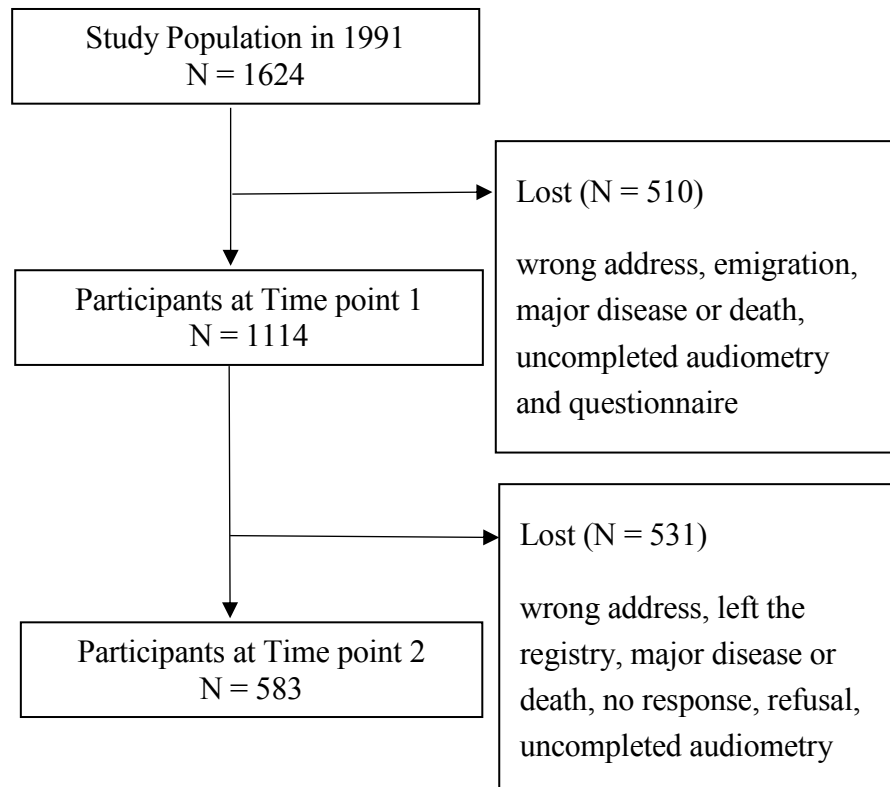 Study Population in 1991
N = 1624
Lost (N = 510)
wrong address, emigration,
major disease or death,
uncompleted audiometry
and questionnaire
Participants at Time point 1
N = 1114
Lost (N = 531)
wrong address, left the
registry, major disease or
death, no response, refusal,
uncompleted audiometry
Participants at Time point 2
N = 583